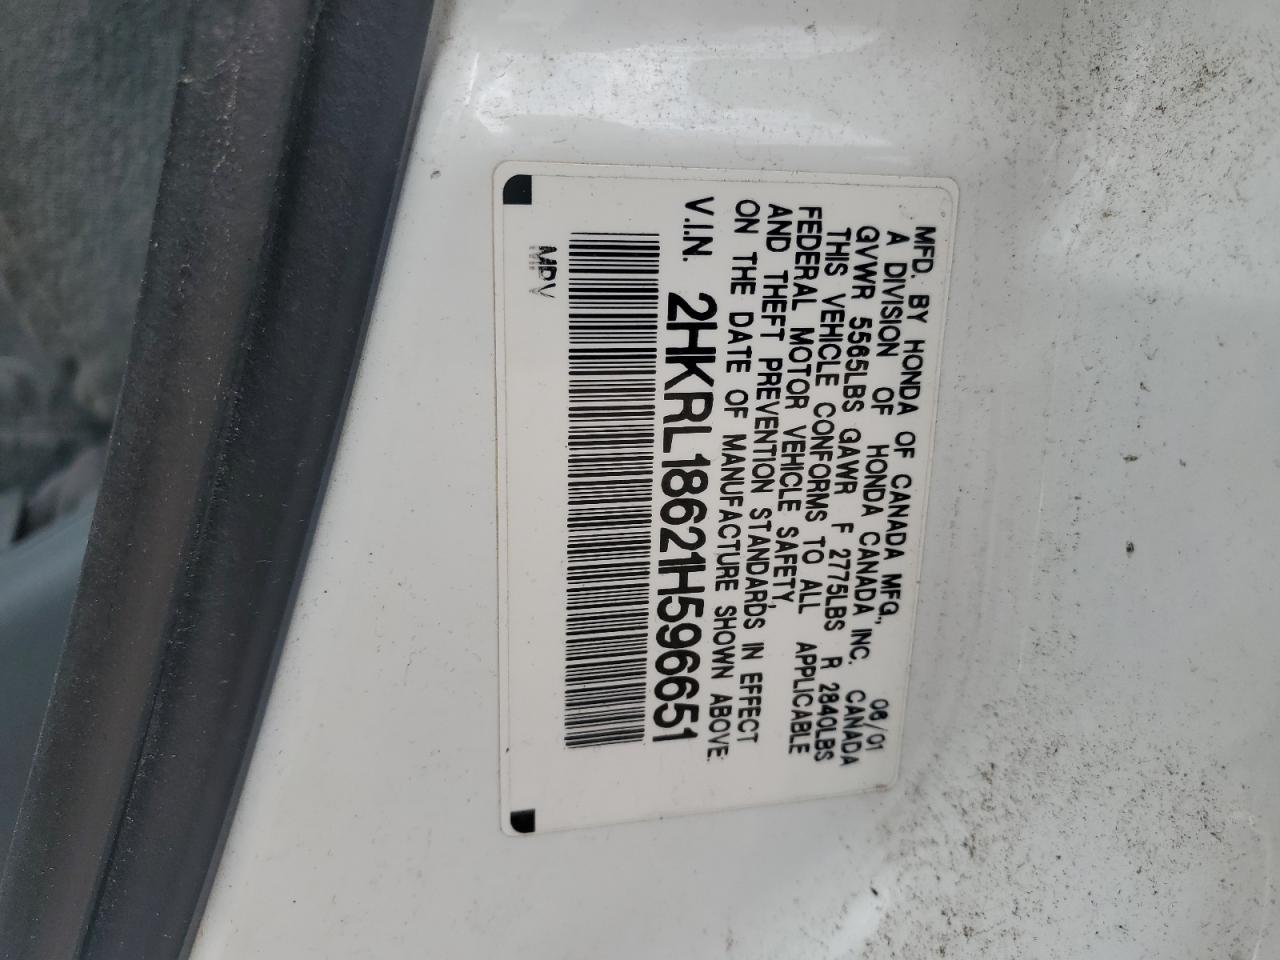 MFD. BY HONDA OF CANADA MFG., 08/01
A DIVISION OF HONDA CANADA INC. CANADA
GVWR 5565LBS GAWR F 2775LBS R 2840LBS
THIS VEHICLE CONFORMS TO ALL APPLICABLE
FEDERAL MOTOR VEHICLE SAFETY,
AND THEFT PREVENTION STANDARDS IN EFFECT
ON THE DATE OF MANUFACTURE SHOWN ABOVE.
V.I.N. 2HKRL18621H596651
MPV